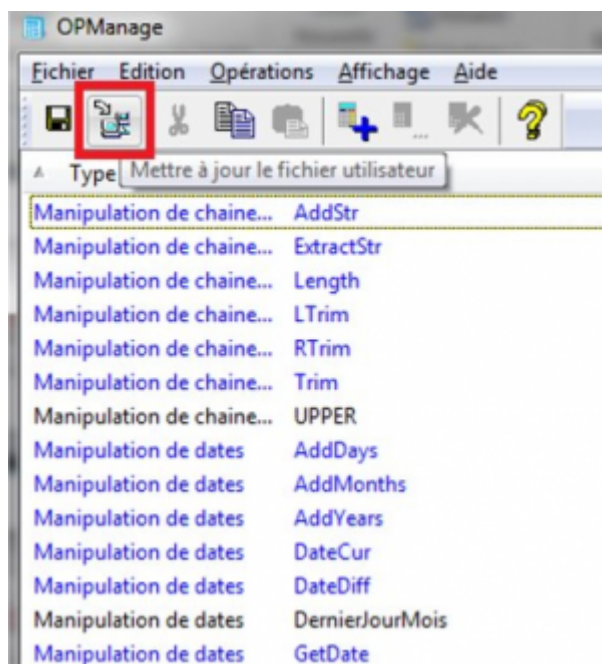 OPManage
Fichier Edition Opérations Affichage Aide
...
Type Mettre à jour le fichier utilisateur
Manipulation de chaine... AddStr
Manipulation de chaine... ExtractStr
Manipulation de chaine... Length
Manipulation de chaine... LTrim
Manipulation de chaine... RTrim
Manipulation de chaine... Trim
Manipulation de chaine... UPPER
Manipulation de dates AddDays
Manipulation de dates AddMonths
Manipulation de dates AddYears
Manipulation de dates DateCur
Manipulation de dates DateDiff
Manipulation de dates DernierJourMois
Manipulation de dates GetDate